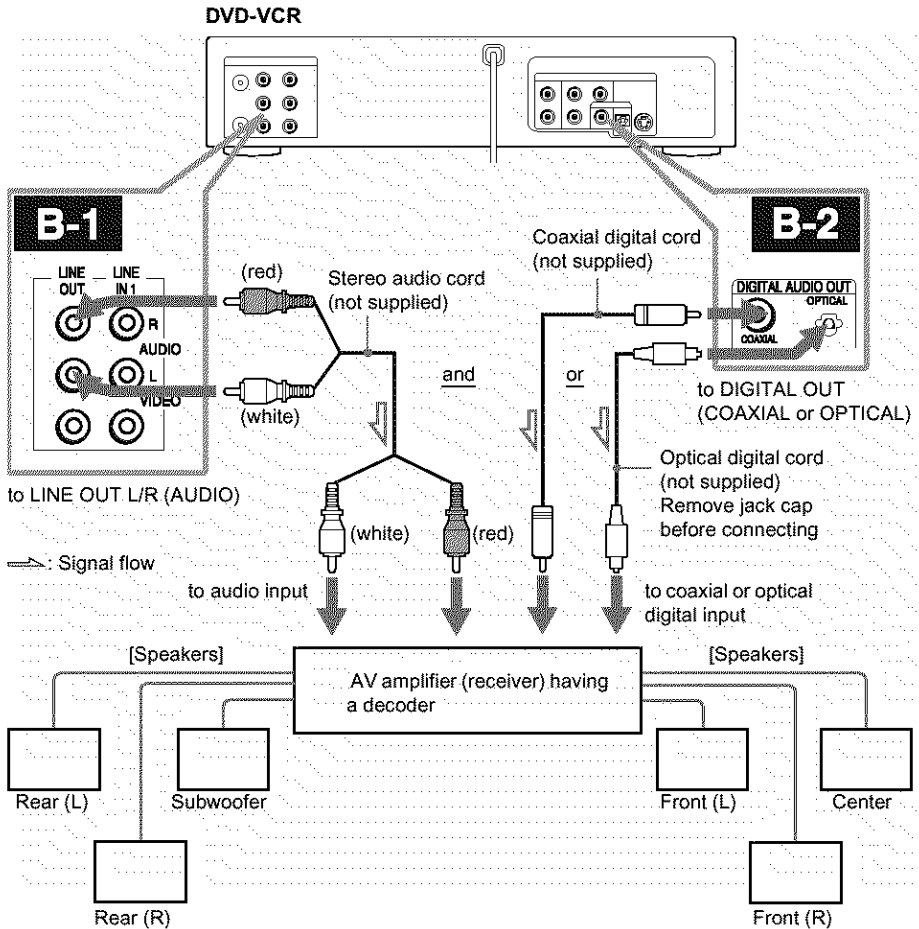 DVD-VCR
B-1
LINE OUT
LINE IN 1
R
AUDIO
L
VIDEO
to LINE OUT L/R (AUDIO)
(red)
(white)
Stereo audio cord
(not supplied)
and
Coaxial digital cord
(not supplied)
or
B-2
DIGITAL AUDIO OUT
OPTICAL
COAXIAL
to DIGITAL OUT
(COAXIAL or OPTICAL)
Optical digital cord
(not supplied)
Remove jack cap
before connecting
: Signal flow
(white)
(red)
to audio input
to coaxial or optical
digital input
[Speakers]
[Speakers]
AV amplifier (receiver) having
a decoder
Rear (L)
Subwoofer
Front (L)
Center
Rear (R)
Front (R)